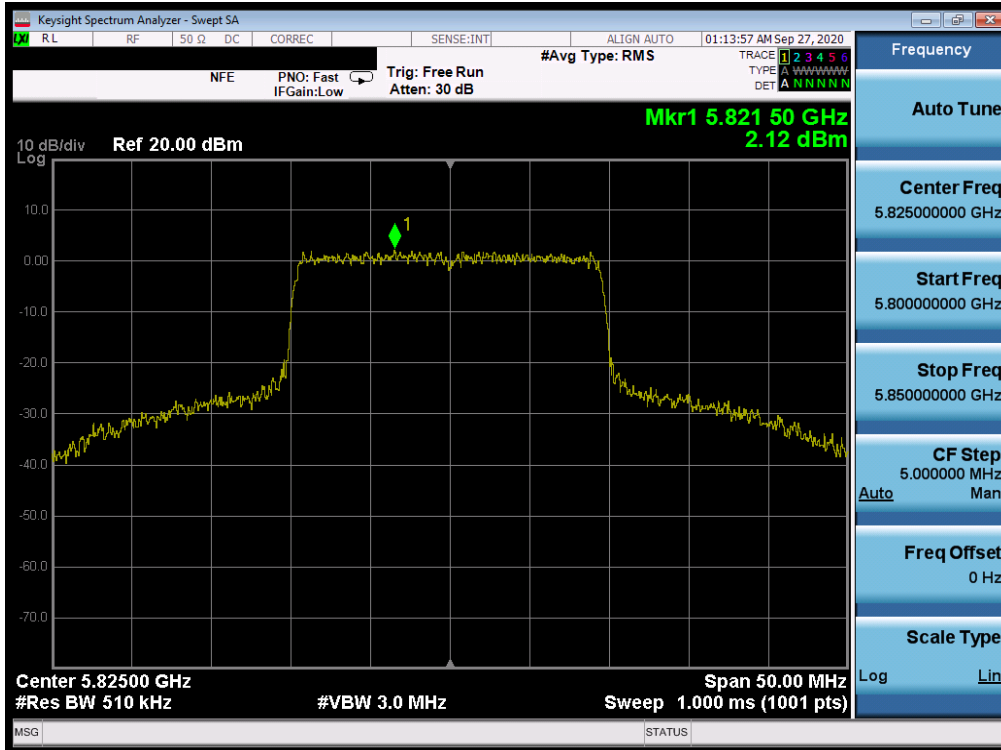 Keysight Spectrum Analyzer - Swept SA
LXI RL RF 50 Ω DC CORREC SENSE:INT ALIGN AUTO 01:13:57 AM Sep 27, 2020
NFE PNO: Fast Trig: Free Run #Avg Type: RMS TRACE 1 2 3 4 5 6
IFGain:Low Atten: 30 dB TYPE A WWWWW
DET A N N N N N
Mkr1 5.821 50 GHz
2.12 dBm
10 dB/div Ref 20.00 dBm
Log
1
10.0
0.00
-10.0
-20.0
-30.0
-40.0
-50.0
-60.0
-70.0
Center 5.82500 GHz Span 50.00 MHz
#Res BW 510 kHz #VBW 3.0 MHz Sweep 1.000 ms (1001 pts)
MSG STATUS
Frequency
Auto Tune
Center Freq
5.825000000 GHz
Start Freq
5.800000000 GHz
Stop Freq
5.850000000 GHz
CF Step
5.000000 MHz
Auto Man
Freq Offset
0 Hz
Scale Type
Log Lin